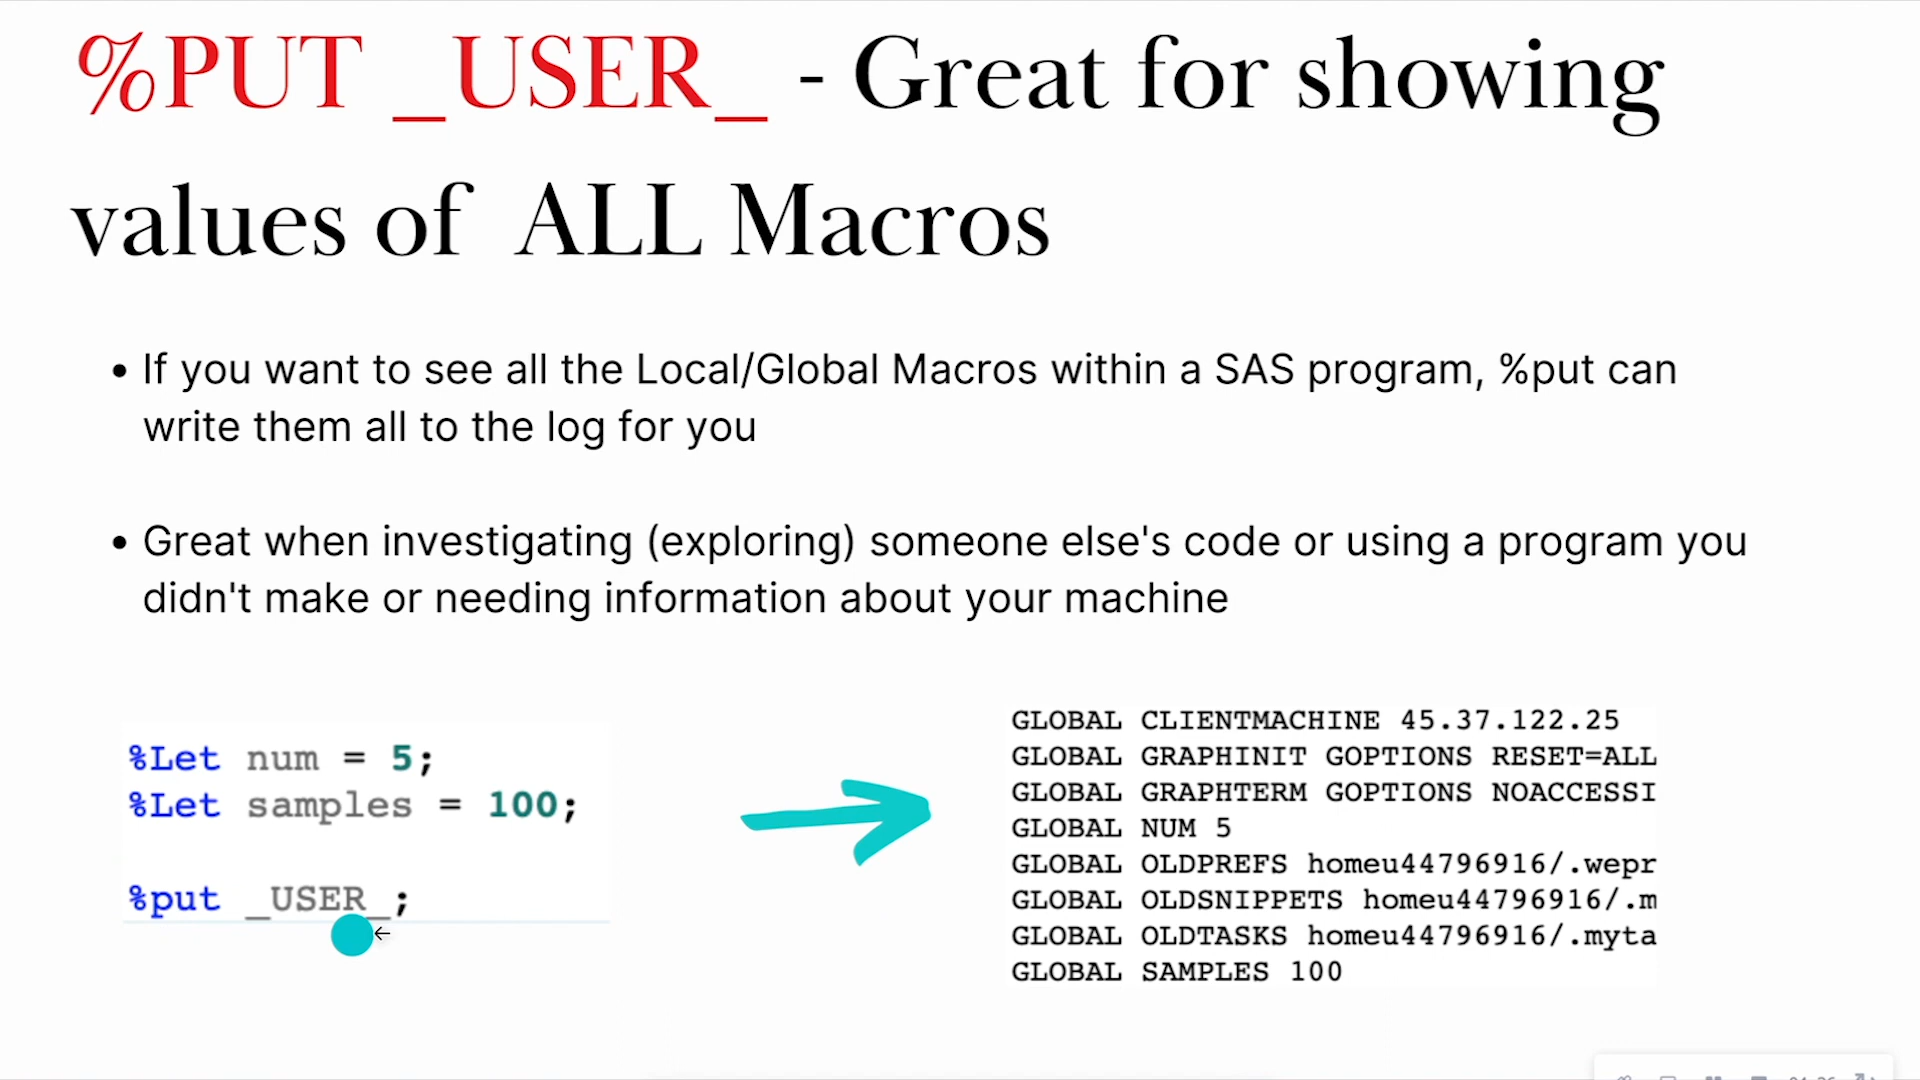 %PUT _USER_ - Great for showing
values of ALL Macros
• If you want to see all the Local/Global Macros within a SAS program, %put can
write them all to the log for you
• Great when investigating (exploring) someone else's code or using a program you
didn't make or needing information about your machine
%Let num = 5;
%Let samples = 100;
%put _USER_;
GLOBAL CLIENTMACHINE 45.37.122.25
GLOBAL GRAPHINIT GOPTIONS RESET=ALL
GLOBAL GRAPHTERM GOPTIONS NOACCESSI
GLOBAL NUM 5
GLOBAL OLDPREFS homeu44796916/.wepr
GLOBAL OLDSNIPPETS homeu44796916/.m
GLOBAL OLDTASKS homeu44796916/.myta
GLOBAL SAMPLES 100